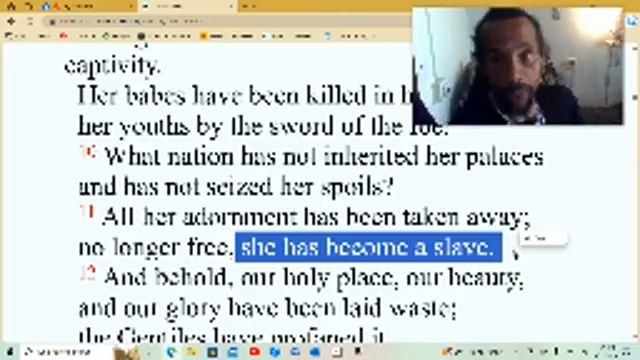 captivity.
Her babes have been killed in
her youths by the sword of the foe.
10 What nation has not inherited her palaces
and has not seized her spoils?
11 All her adornment has been taken away;
no longer free, she has become a slave.
12 And behold, our holy place, our beauty,
and our glory have been laid waste;
the Gentiles have profaned it